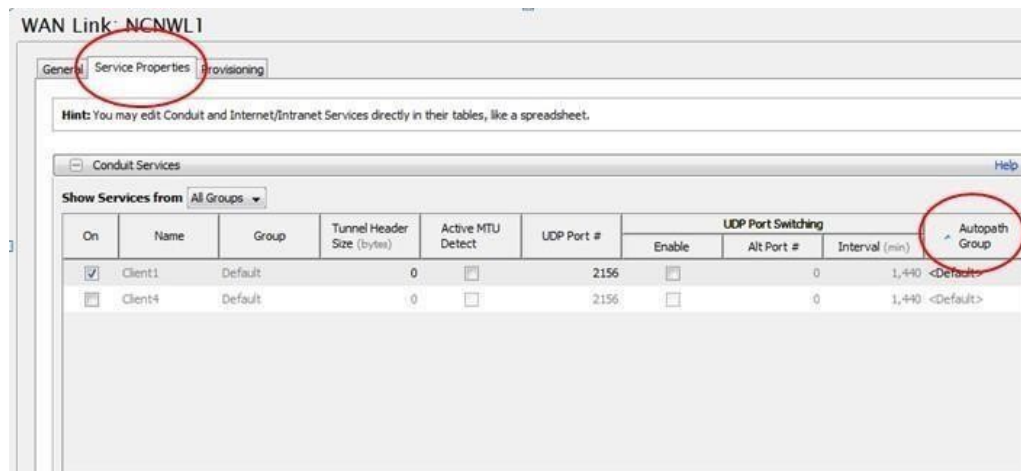 WAN Link: NCNWL1
General Service Properties Provisioning
Hint: You may edit Conduit and Internet/Intranet Services directly in their tables, like a spreadsheet.
Conduit Services Help
Show Services from All Groups
On Name Group Tunnel Header Size (bytes) Active MTU Detect UDP Port # UDP Port Switching Autopath Group
Enable Alt Port # Interval (min)
Client1 Default 0 2156 0 1,440 <Default>
Client4 Default 0 2156 0 1,440 <Default>